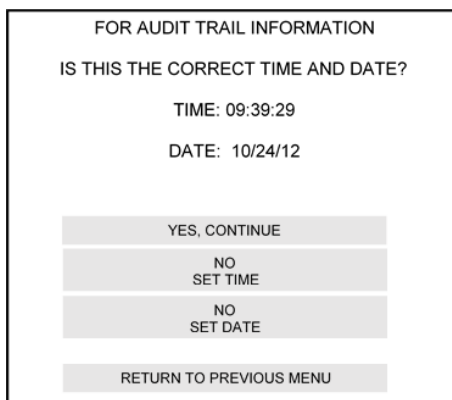 FOR AUDIT TRAIL INFORMATION
IS THIS THE CORRECT TIME AND DATE?
TIME: 09:39:29
DATE: 10/24/12
YES, CONTINUE
NO
SET TIME
NO
SET DATE
RETURN TO PREVIOUS MENU